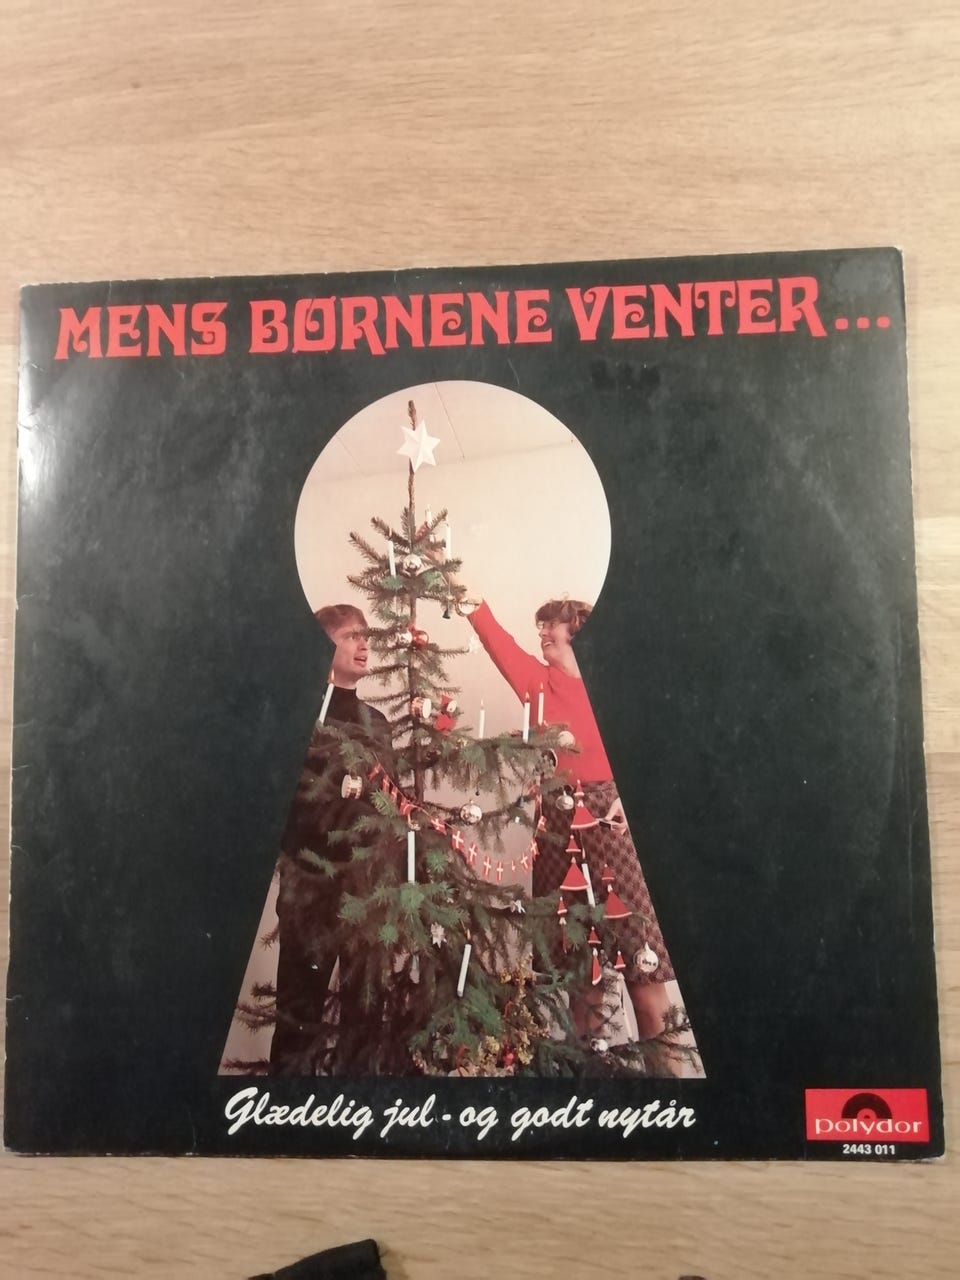 MENS BØRNENE VENTER...
Glædelig jul - og godt nytår
polydor
2443 011